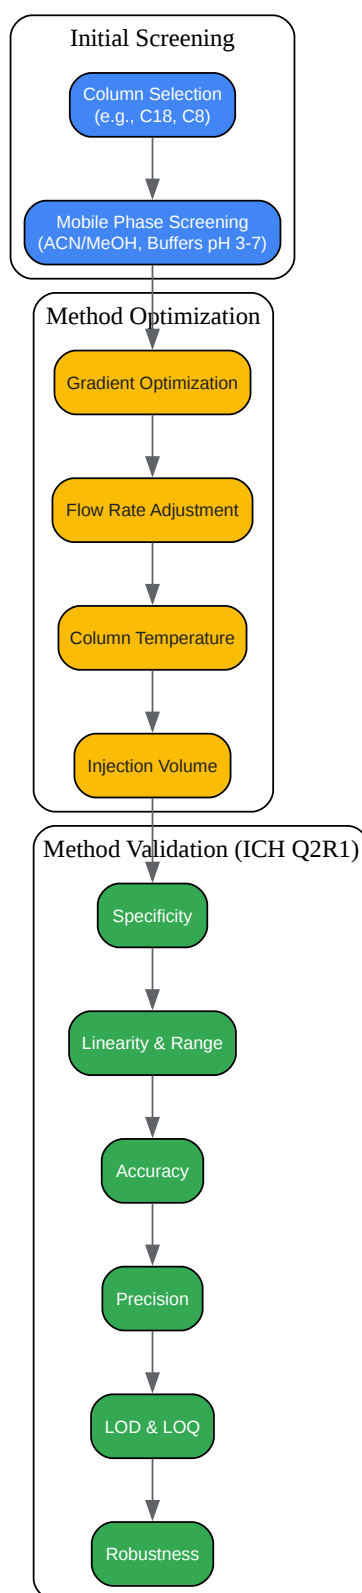 Initial Screening
Column Selection
(e.g., C18, C8)
Mobile Phase Screening
(ACN/MeOH, Buffers pH 3-7)
Method Optimization
Gradient Optimization
Flow Rate Adjustment
Column Temperature
Injection Volume
Method Validation (ICH Q2R1)
Specificity
Linearity & Range
Accuracy
Precision
LOD & LOQ
Robustness